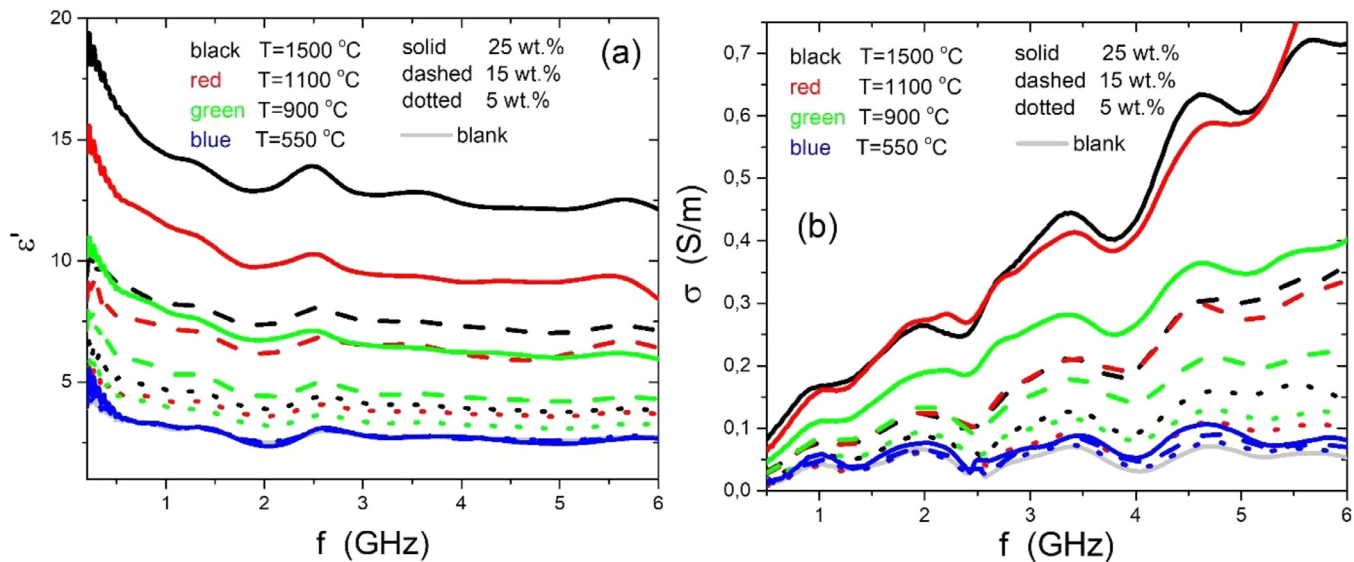 20
15
10
5
1 2 3 4 5 6
ε'
f (GHz)
(a)
black T=1500 °C
red T=1100 °C
green T=900 °C
blue T=550 °C
solid 25 wt.%
dashed 15 wt.%
dotted 5 wt.%
blank
0,7
0,6
0,5
0,4
0,3
0,2
0,1
0,0
1 2 3 4 5 6
σ (S/m)
f (GHz)
(b)
black T=1500 °C
red T=1100 °C
green T=900 °C
blue T=550 °C
solid 25 wt.%
dashed 15 wt.%
dotted 5 wt.%
blank